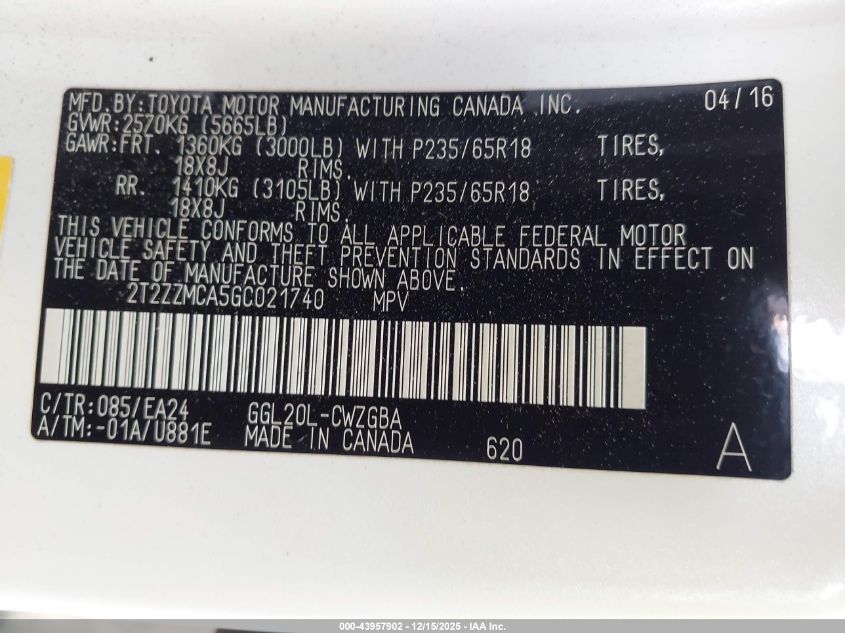 MFD.BY:TOYOTA MOTOR MANUFACTURING CANADA INC. 04/16
GVWR:2570KG (5665LB)
GAWR:FRT. 1360KG (3000LB) WITH P235/65R18 TIRES,
18X8J RIMS.
RR. 1410KG (3105LB) WITH P235/65R18 TIRES,
18X8J RIMS.
THIS VEHICLE CONFORMS TO ALL APPLICABLE FEDERAL MOTOR
VEHICLE SAFETY AND THEFT PREVENTION STANDARDS IN EFFECT ON
THE DATE OF MANUFACTURE SHOWN ABOVE.
2T2ZZMCA5GC021740 MPV
C/TR:085/EA24 GGL20L-CWZGBA
A/TM:-01A/U881E MADE IN CANADA 620 A
000-43957902 - 12/15/2025 - IAA Inc.